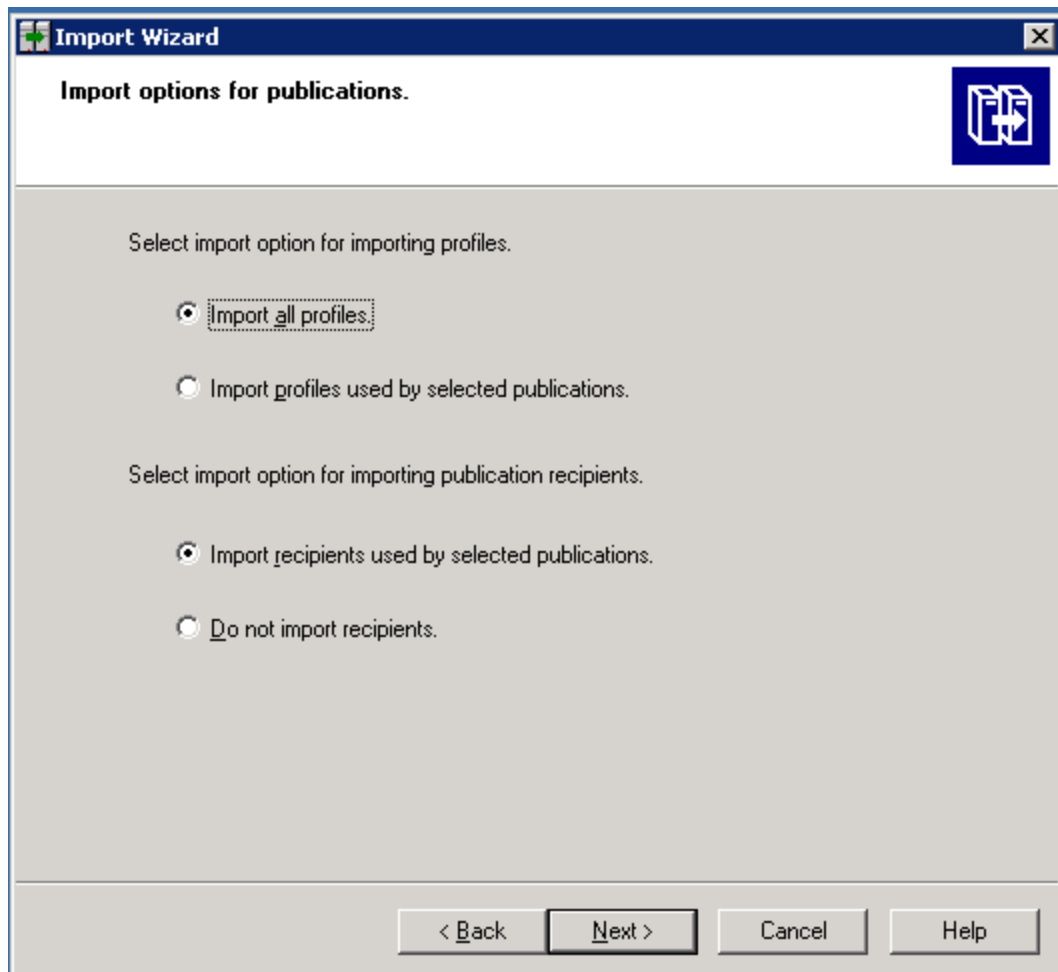 Import Wizard
Import options for publications.
Select import option for importing profiles.
Import all profiles.
Import profiles used by selected publications.
Select import option for importing publication recipients.
Import recipients used by selected publications.
Do not import recipients.
< Back Next > Cancel Help